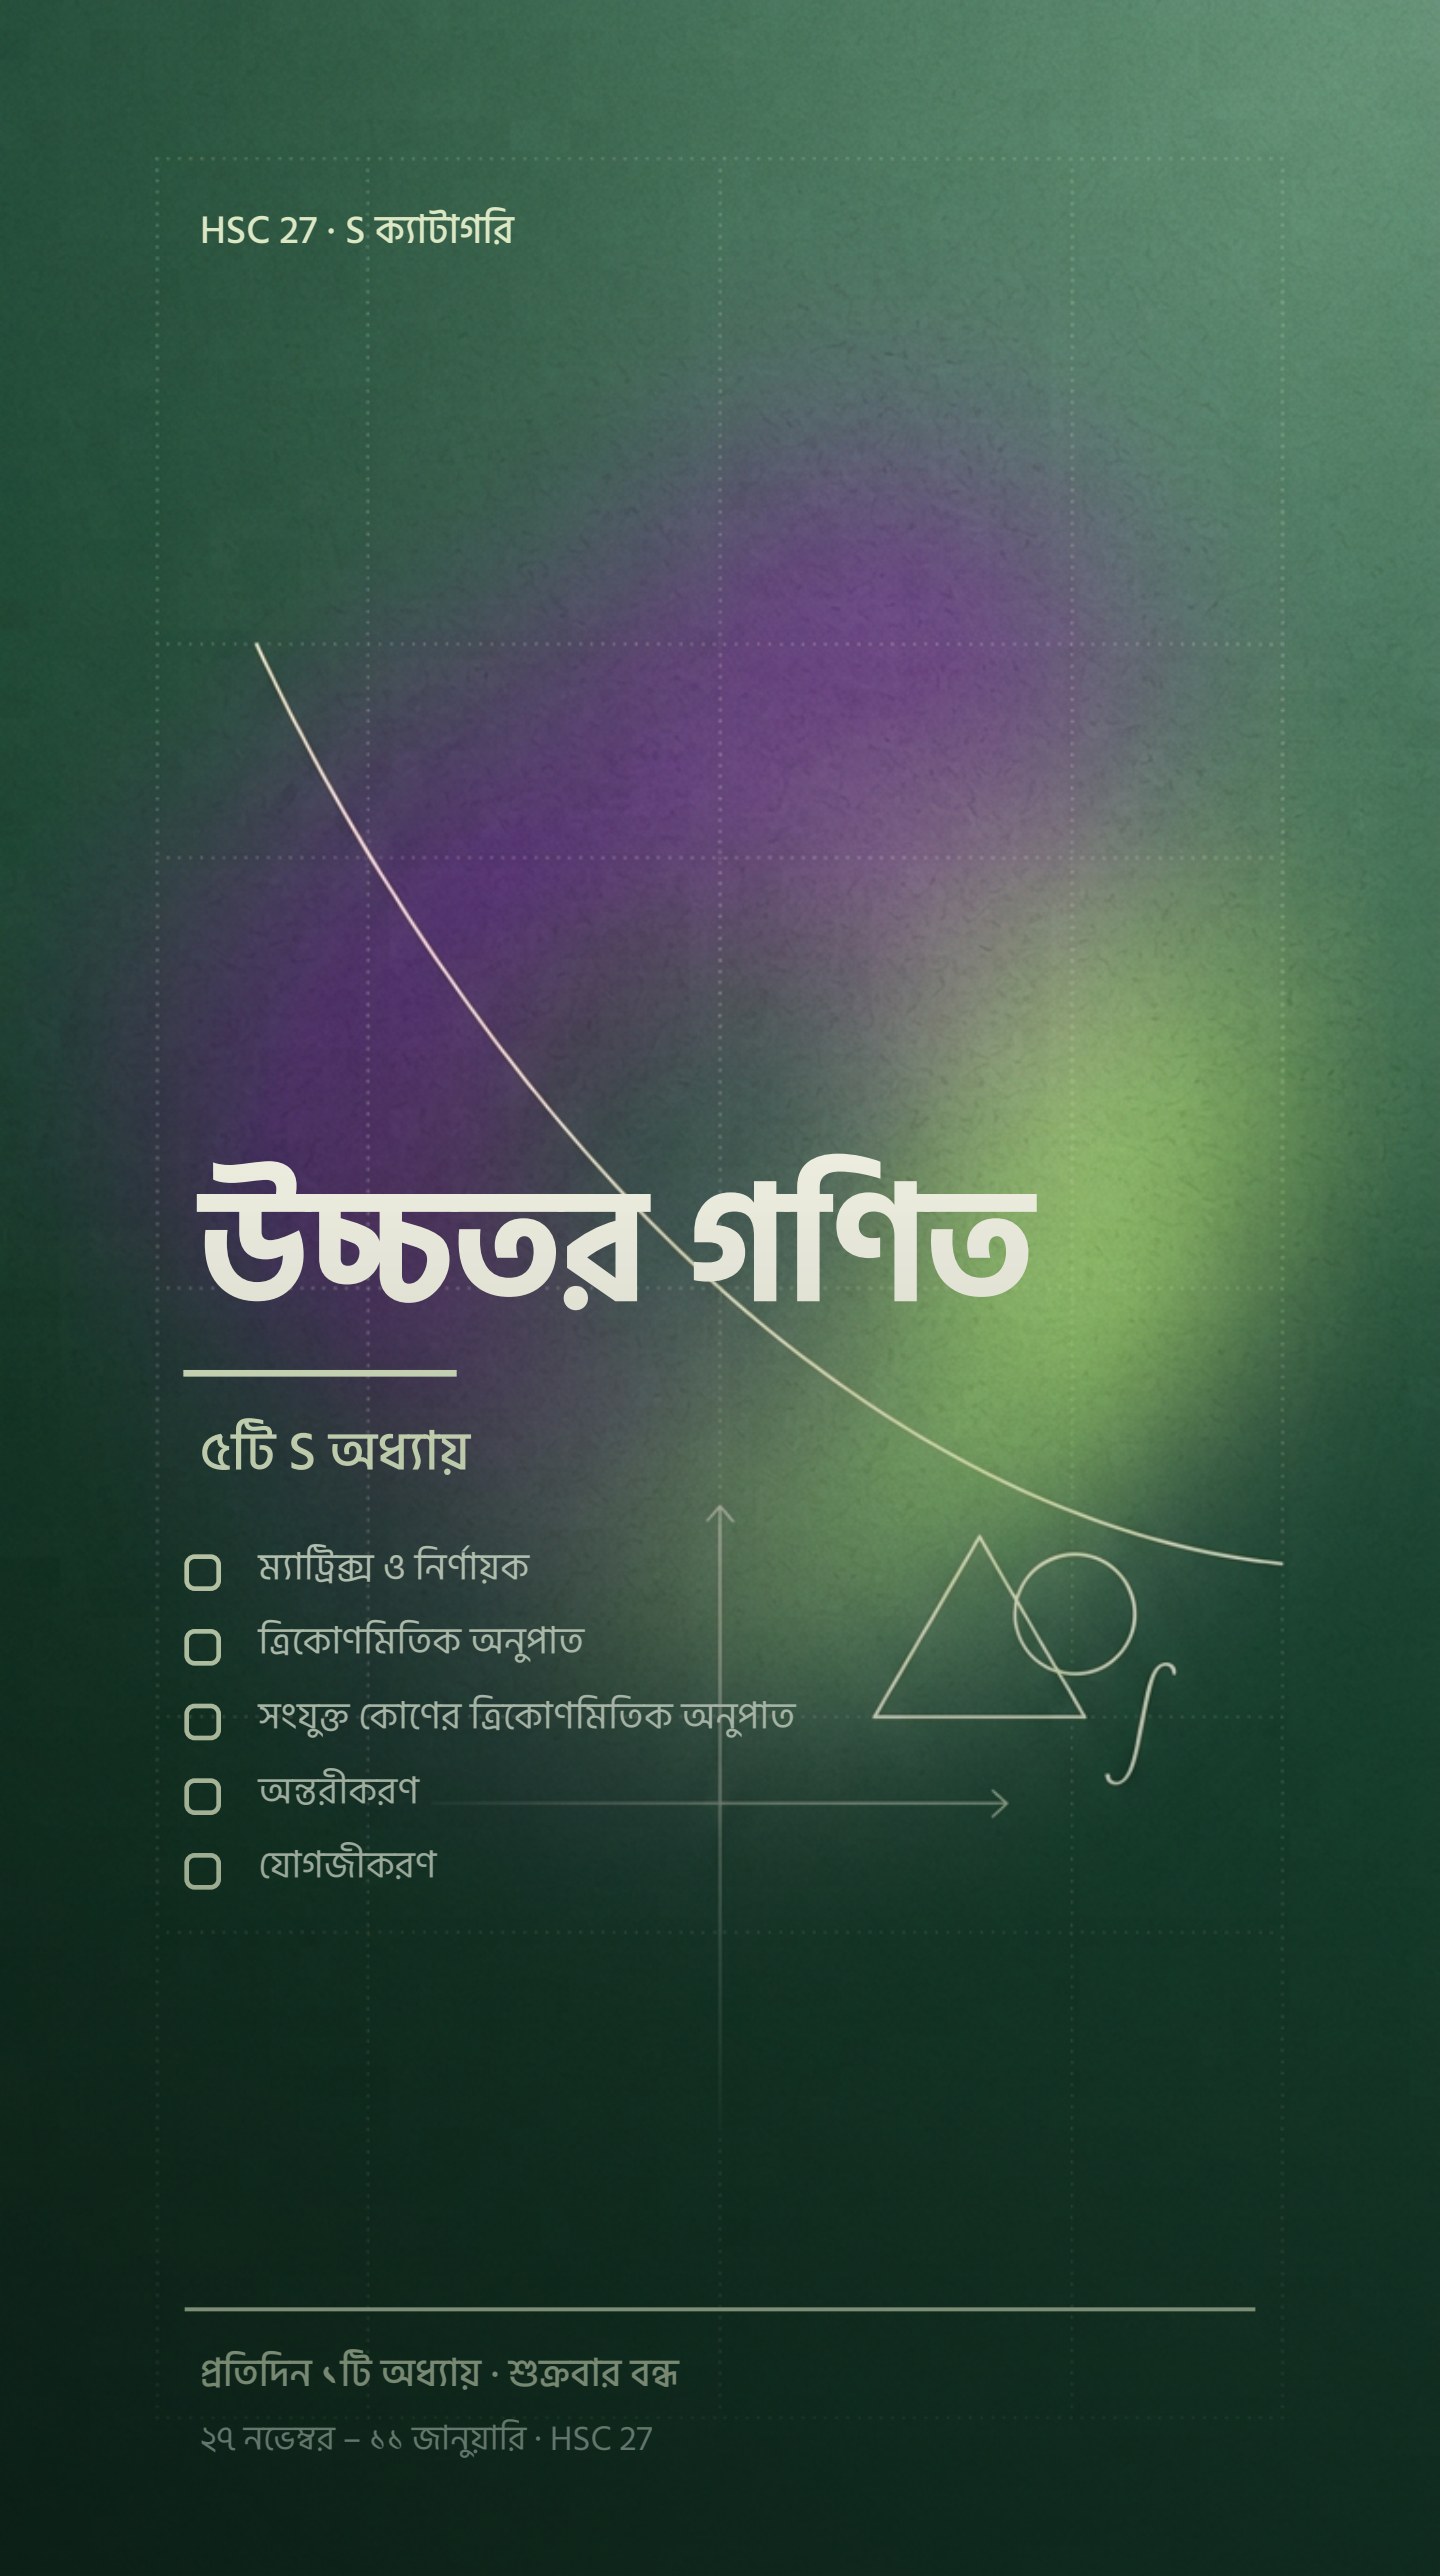 HSC 27 · S ক্যাটাগরি
উচ্চতর গণিত
৫টি S অধ্যায়
ম্যাট্রিক্স ও নির্ণায়ক
ত্রিকোণমিতিক অনুপাত
সংযুক্ত কোণের ত্রিকোণমিতিক অনুপাত
অন্তরীকরণ
যোগজীকরণ
∫
প্রতিদিন ১টি অধ্যায় · শুক্রবার বন্ধ
২৭ নভেম্বর – ১১ জানুয়ারি · HSC 27